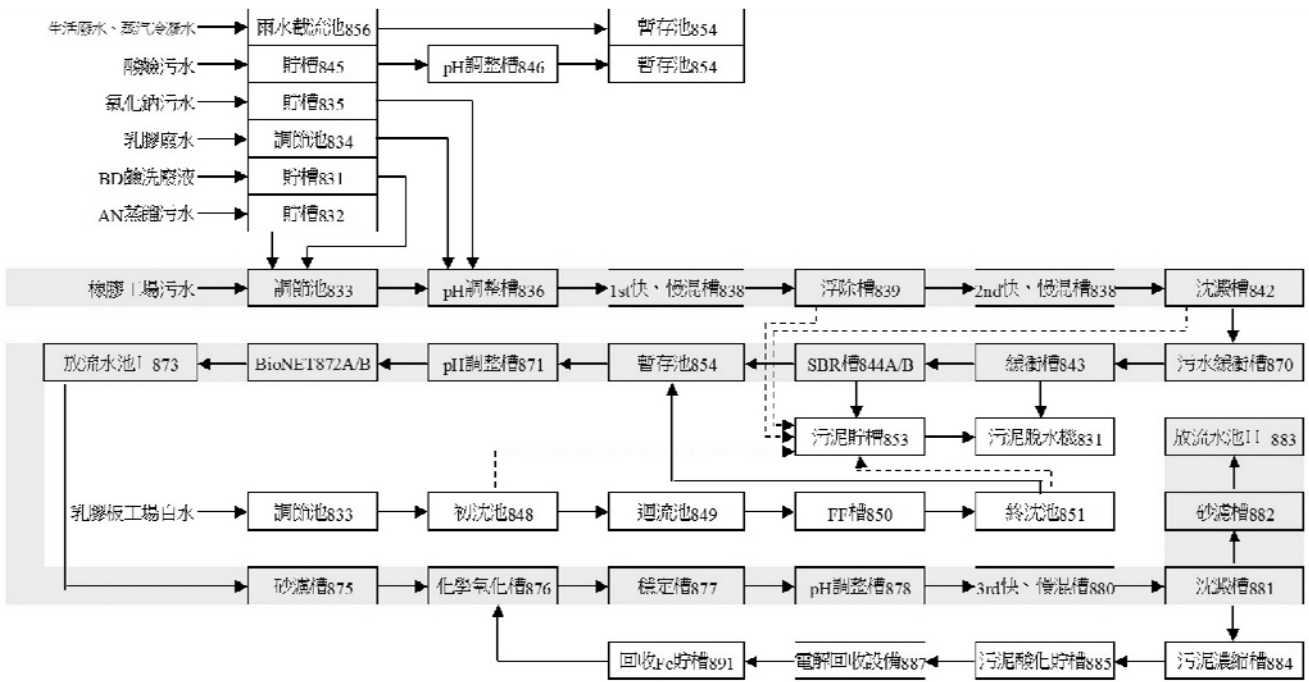 生活廢水、蒸汽冷凝水 雨水截流池856 暫存池854
酸鹼污水 貯槽845 pH調整槽846 暫存池854
氰化鈉污水 貯槽835
乳膠廢水 調節池834
BD鹼洗廢液 貯槽831
AN蒸餾污水 貯槽832
橡膠工場污水 調節池833 pH調整槽836 1st快、慢混槽838 浮除槽839 2nd快、慢混槽838 沈澱槽842
放流水池I 873 BioNET872A/B pH調整槽871 暫存池854 SBR槽844A/B 緩衝槽843 污水緩衝槽870
污泥貯槽853 污泥脫水機831 放流水池II 883
乳膠板工場白水 調節池833 初沈池848 迴流池849 FF槽850 終沈池851 砂濾槽882
砂濾槽875 化學氧化槽876 穩定槽877 pH調整槽878 3rd快、慢混槽880 沈澱槽881
回收Fe貯槽891 電解回收設備887 污泥酸化貯槽885 污泥濃縮槽884